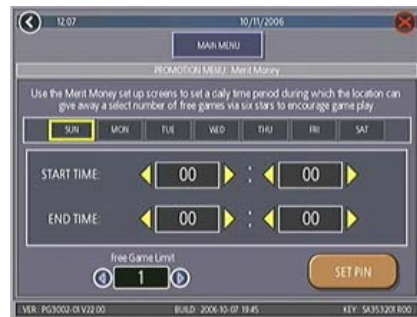 12:07 10/11/2006
MAIN MENU
PROMOTION MENU: Merit Money
Use the Merit Money set up screens to set a daily time period during which the location can
give away a select number of free games via six stars to encourage game play.
SUN MON TUE WED THU FRI SAT
START TIME: 00 : 00
END TIME: 00 : 00
Free Game Limit
1
SET PIN
VER: PG3002-01 V22.00 BUILD: 2006-10-07 19:45 KEY: SA353201 R00